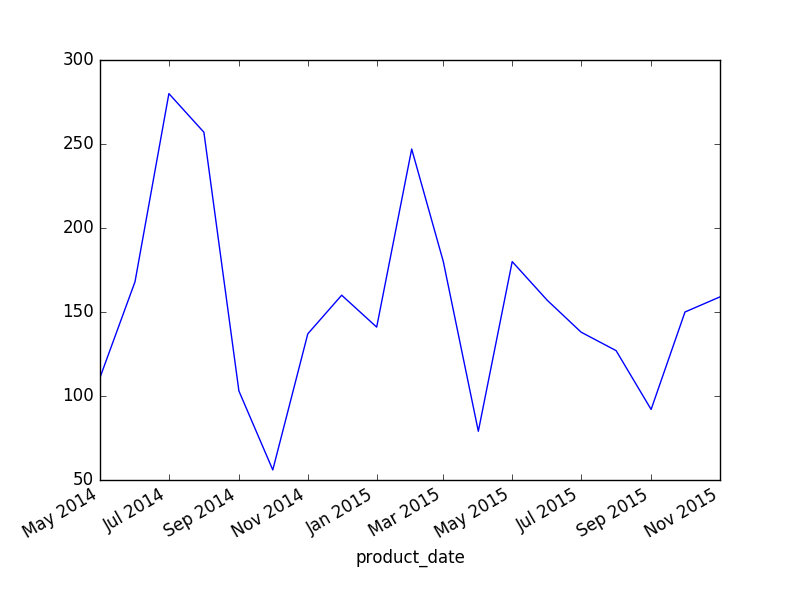 300
250
200
150
100
50
May 2014
Jul 2014
Sep 2014
Nov 2014
Jan 2015
Mar 2015
May 2015
Jul 2015
Sep 2015
Nov 2015
product_date